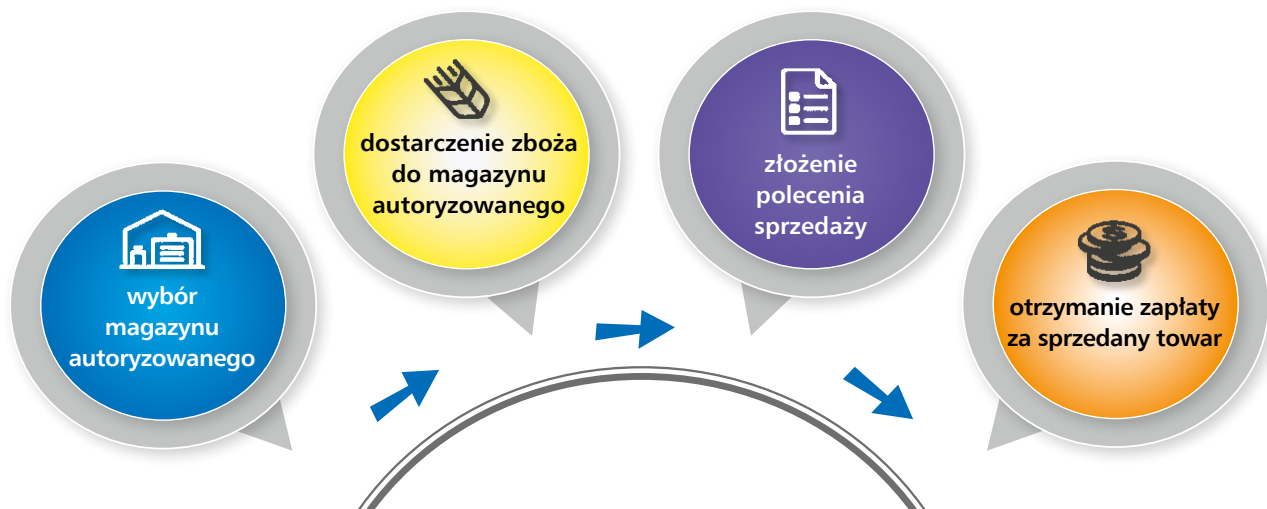 wybór
magazynu
autoryzowanego
dostarczenie zboża
do magazynu
autoryzowanego
złożenie
polecenia
sprzedaży
otrzymanie zapłaty
za sprzedany towar